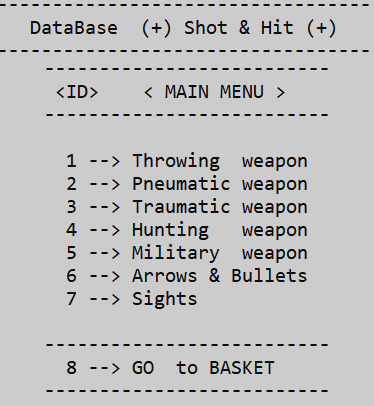 -----------------------------------
DataBase  (+) Shot & Hit (+)
-----------------------------------
--------------------------
<ID>    < MAIN MENU >
--------------------------
1 --> Throwing  weapon
2 --> Pneumatic weapon
3 --> Traumatic weapon
4 --> Hunting   weapon
5 --> Military  weapon
6 --> Arrows & Bullets
7 --> Sights
--------------------------
8 --> GO  to BASKET
--------------------------